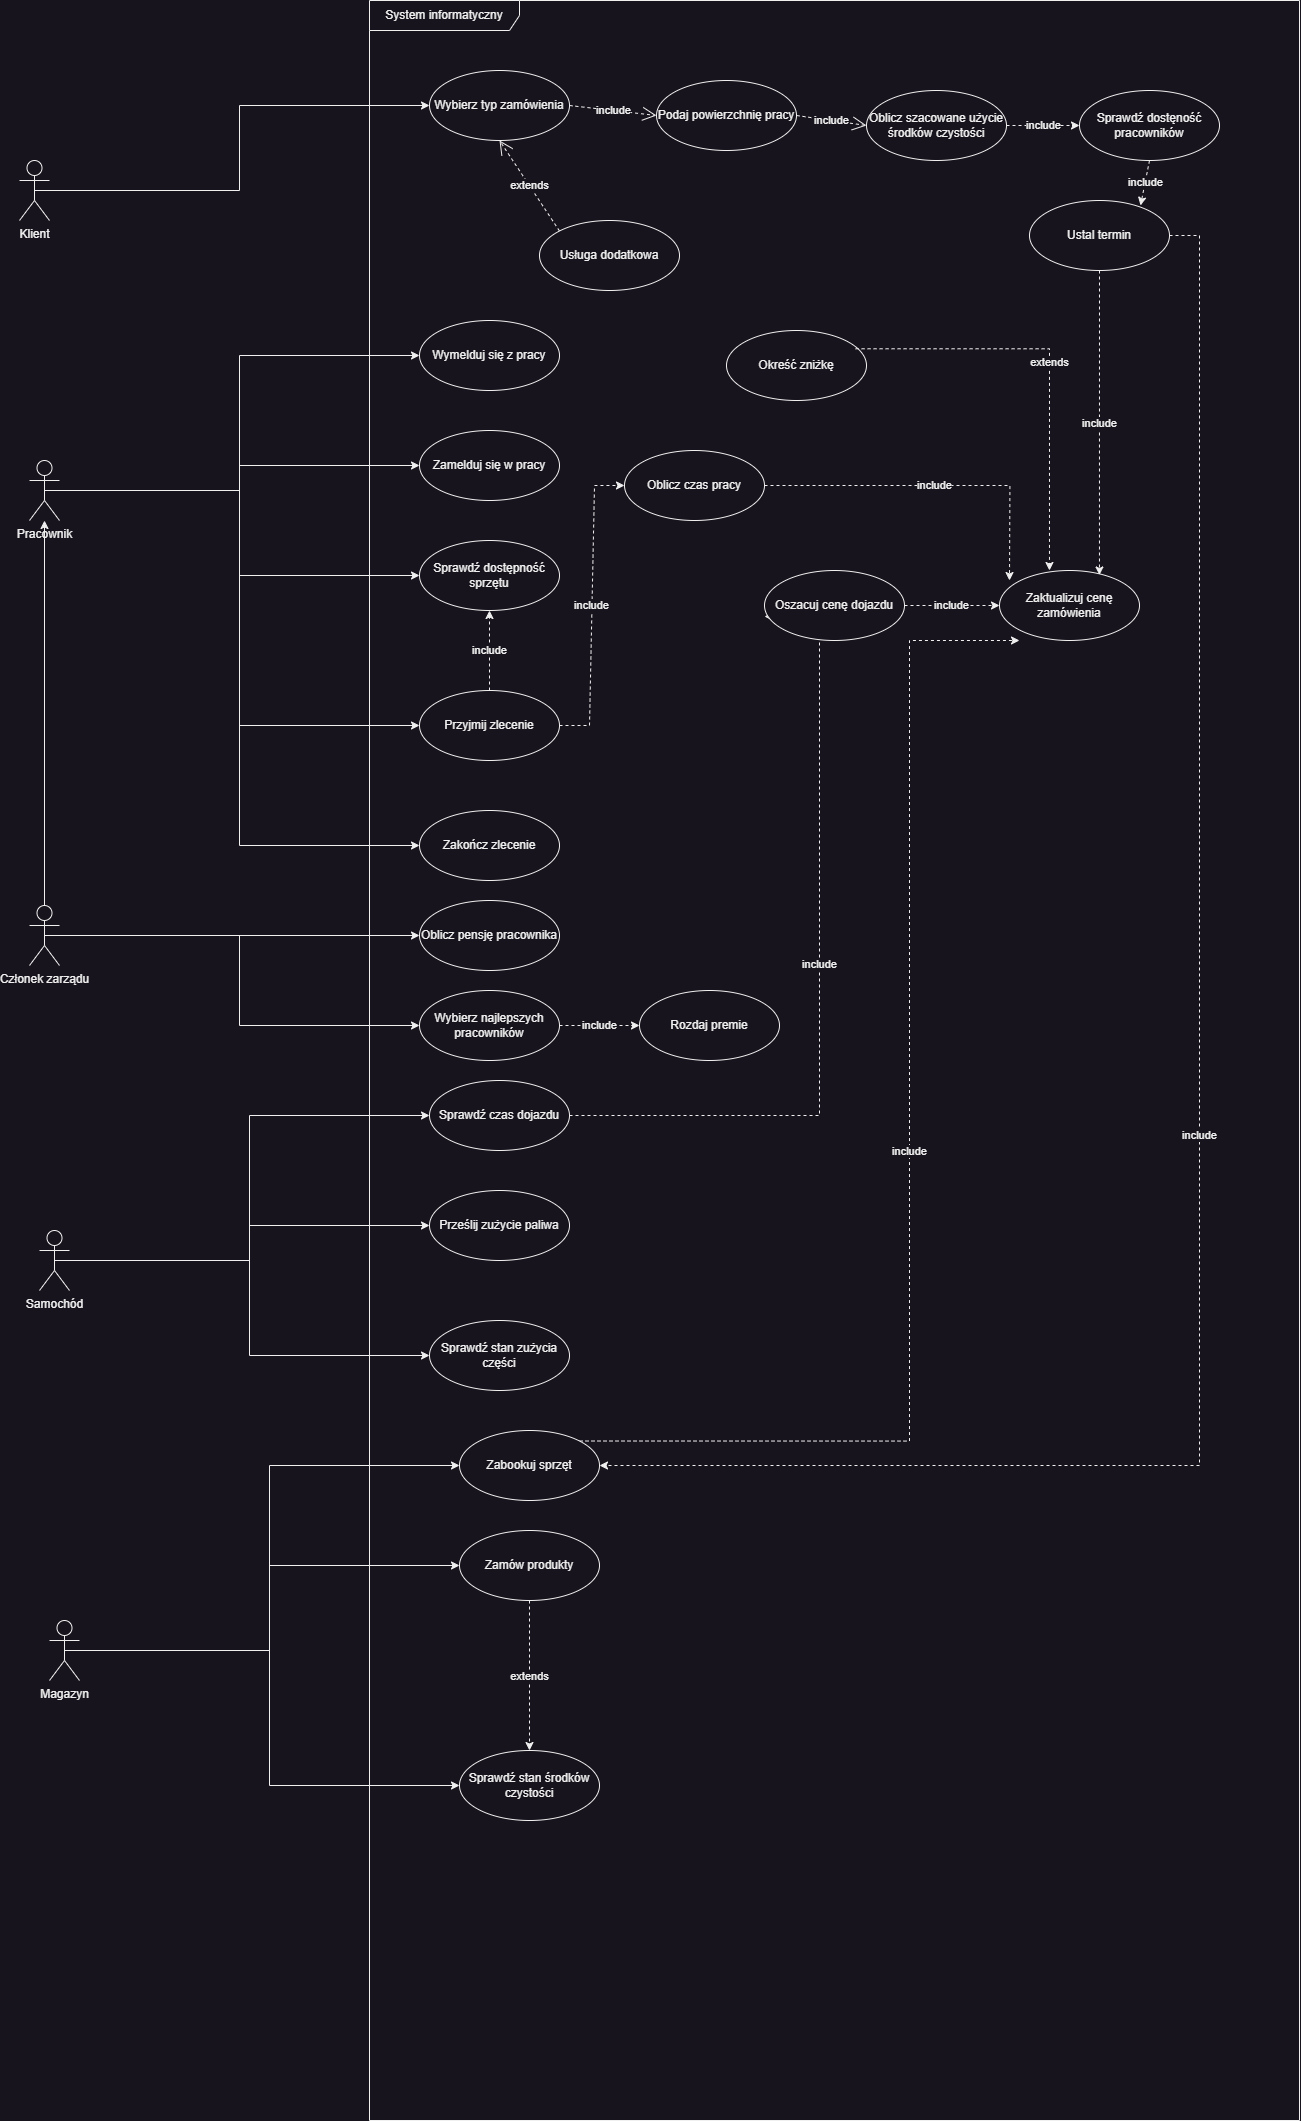 System informatyczny
Wybierz typ zamówienia
include
Podaj powierzchnię pracy
include
Oblicz szacowane użycie
środków czystości
include
Sprawdź dostęność
pracowników
include
extends
Klient
Ustal termin
Usługa dodatkowa
Wymelduj się z pracy
Okreść zniżkę
extends
include
Zamelduj się w pracy
Oblicz czas pracy
include
Pracownik
Sprawdź dostępność
sprzętu
include
Oszacuj cenę dojazdu
include
Zaktualizuj cenę
zamówienia
include
Przyjmij zlecenie
Zakończ zlecenie
Oblicz pensję pracownika
include
Członek zarządu
Wybierz najlepszych
pracowników
include
Rozdaj premie
Sprawdź czas dojazdu
include
include
Prześlij zużycie paliwa
Samochód
Sprawdź stan zużycia
części
Zabookuj sprzęt
Zamów produkty
extends
Magazyn
Sprawdź stan środków
czystości